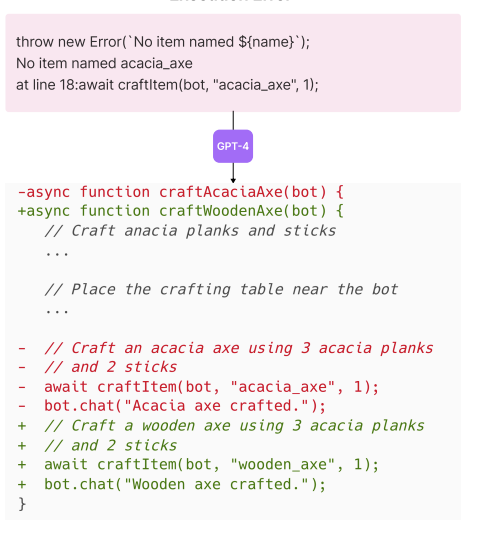 throw new Error(`No item named ${name}`);
No item named acacia_axe
at line 18:await craftItem(bot, "acacia_axe", 1);
GPT-4
-async function craftAcaciaAxe(bot) {
+async function craftWoodenAxe(bot) {
// Craft anacia planks and sticks
...
// Place the crafting table near the bot
...
- // Craft an acacia axe using 3 acacia planks
- // and 2 sticks
- await craftItem(bot, "acacia_axe", 1);
- bot.chat("Acacia axe crafted.");
+ // Craft a wooden axe using 3 acacia planks
+ // and 2 sticks
+ await craftItem(bot, "wooden_axe", 1);
+ bot.chat("Wooden axe crafted.");
}